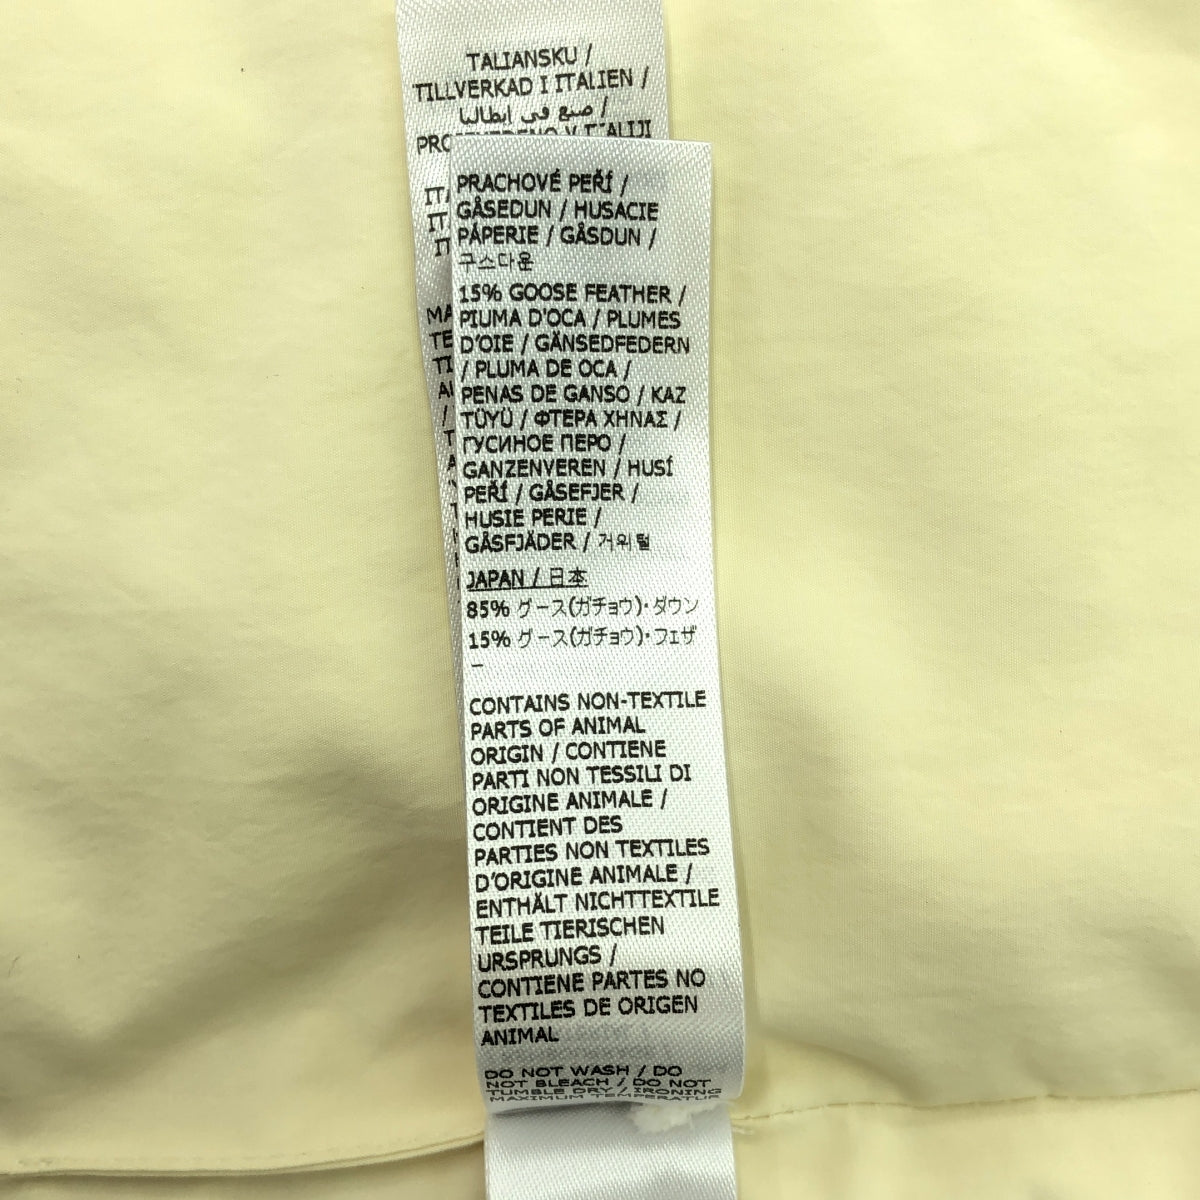 TALIANSKU /
TILLVERKAD I ITALIEN /
صنع في إيطاليا /
ITALIJI
PRACHOVÉ PEŘÍ /
GÅSEDUN / HUSACIE
PÁPERIE / GÅSDUN /
구스다운
15% GOOSE FEATHER /
PIUMA D'OCA / PLUMES
D'OIE / GÄNSEDFEDERN
/ PLUMA DE OCA /
PENAS DE GANSO / KAZ
TÜYÜ / ΦΤΕΡΑ ΧΗΝΑΣ /
ГУСИНОЕ ПЕРО /
GANZENVEREN / HUSÍ
PEŘÍ / GÅSEFJER /
HUSIE PERIE /
GÅSFJÄDER / 거위털
JAPAN / 日本
85% グース(ガチョウ)・ダウン
15% グース(ガチョウ)・フェザ
ー
CONTAINS NON-TEXTILE
PARTS OF ANIMAL
ORIGIN / CONTIENE
PARTI NON TESSILI DI
ORIGINE ANIMALE /
CONTIENT DES
PARTIES NON TEXTILES
D'ORIGINE ANIMALE /
ENTHÄLT NICHTTEXTILE
TEILE TIERISCHEN
URSPRUNGS /
CONTIENE PARTES NO
TEXTILES DE ORIGEN
ANIMAL
DO NOT WASH / DO
NOT BLEACH / DO NOT
TUMBLE DRY / IRONING
MAXIMUM TEMPERATUR